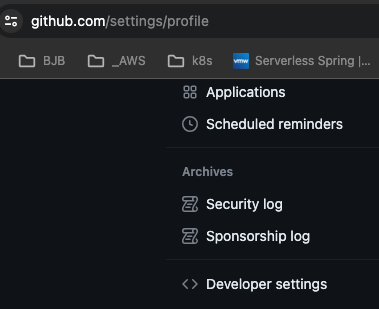 github.com/settings/profile
BJB
_AWS
k8s
vmw
Serverless Spring |...
Applications
Scheduled reminders
Archives
Security log
Sponsorship log
Developer settings